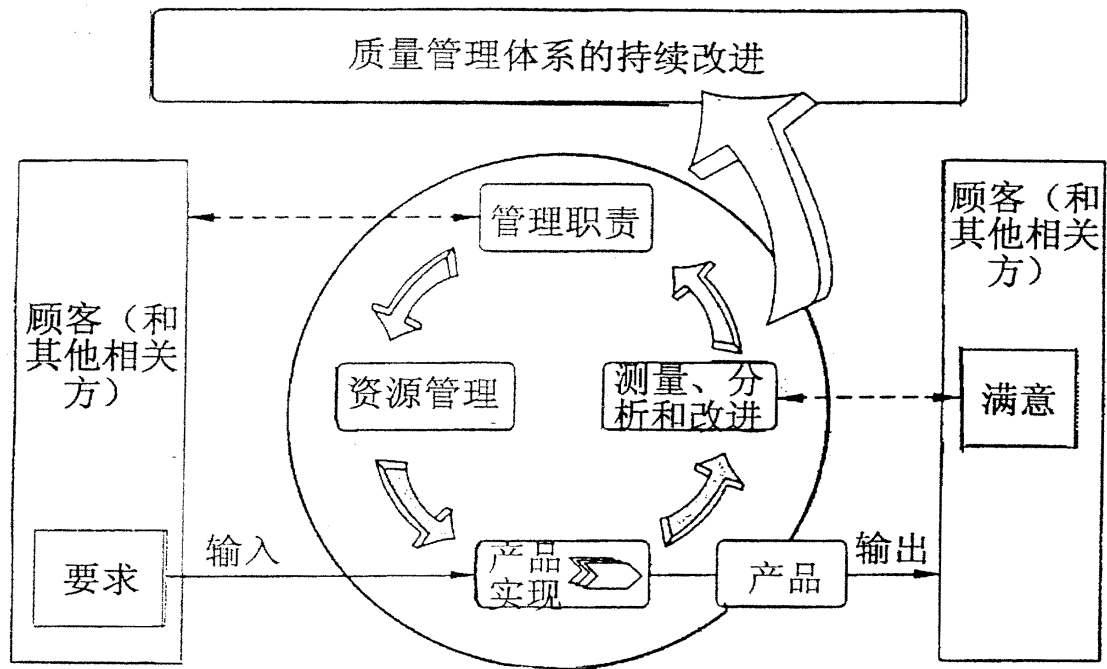 质量管理体系的持续改进
顾客（和
其他相关
方）
要求
输入
管理职责
资源管理
测量、分
析和改进
产品
实现
产品
输出
顾客（和
其他相关
方）
满意